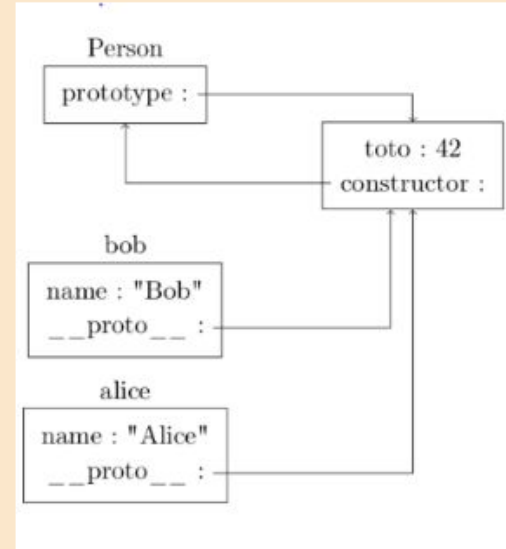 Person
prototype :
toto : 42
constructor :
bob
name : "Bob"
__proto__ :
alice
name : "Alice"
__proto__ :